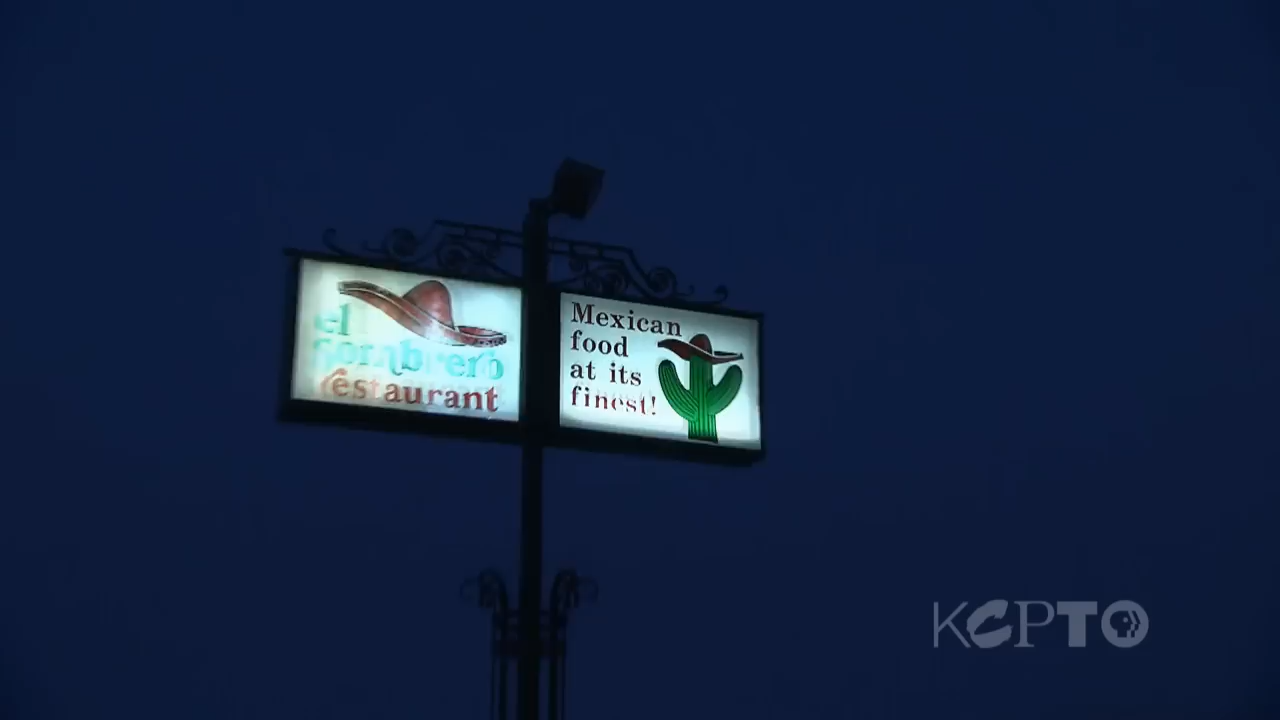 el
sombrero
restaurant
Mexican
food
at its
finest!
KCPT